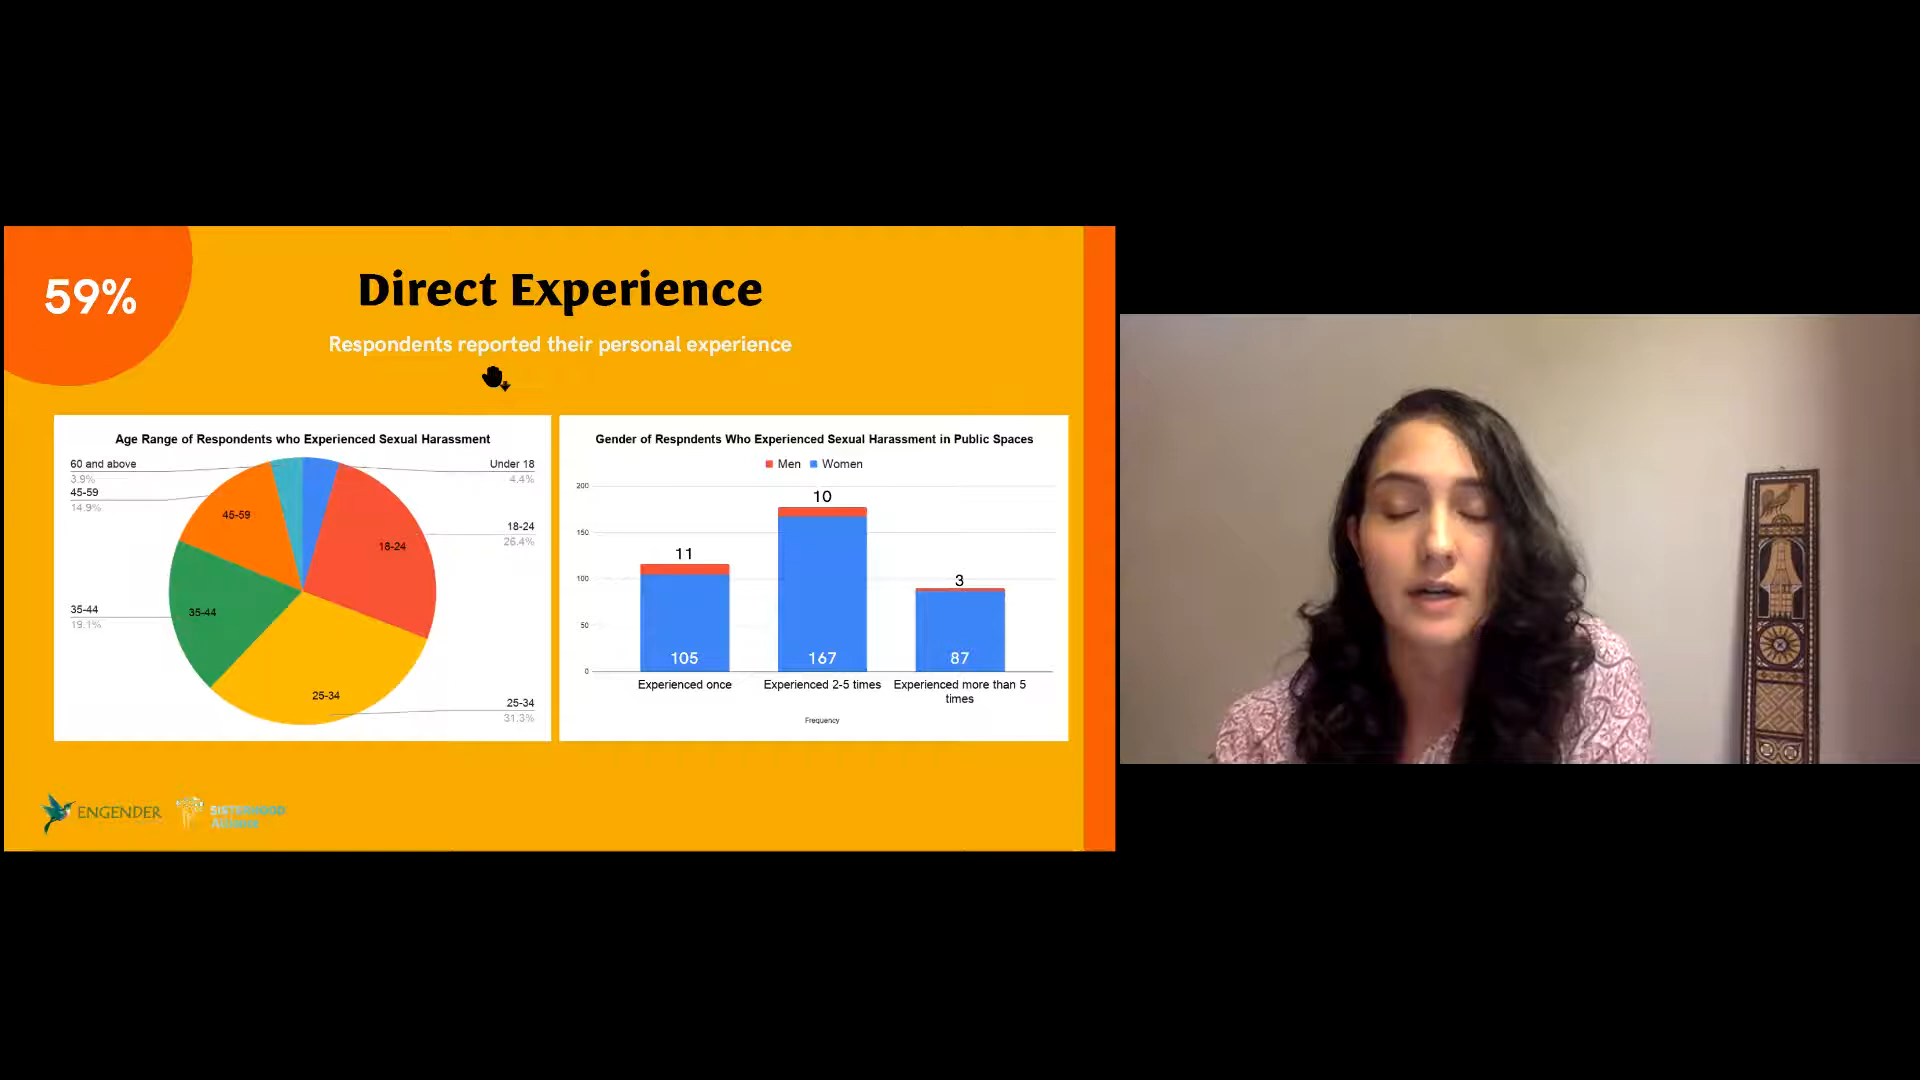 59%
Direct Experience
Respondents reported their personal experience
Age Range of Respondents who Experienced Sexual Harassment
60 and above
3.9%
45-59
14.9%
35-44
19.1%
Under 18
4.4%
18-24
26.4%
25-34
31.3%
45-59
18-24
35-44
25-34
Gender of Respndents Who Experienced Sexual Harassment in Public Spaces
Men Women
200
150
100
50
0
11
10
3
105
167
87
Experienced once
Experienced 2-5 times
Experienced more than 5
times
Frequency
ENGENDER
SISTERHOOD